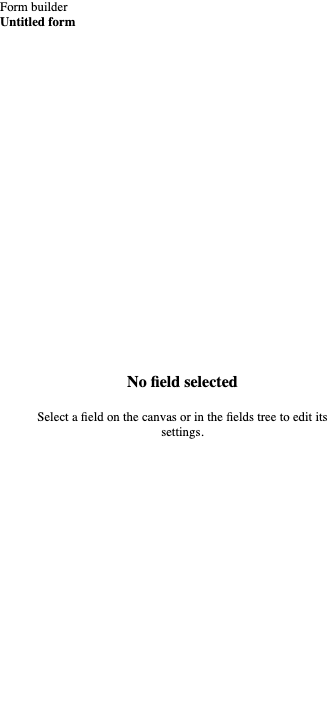 Form builder
Untitled form
No field selected
Select a field on the canvas or in the fields tree to edit its
settings.